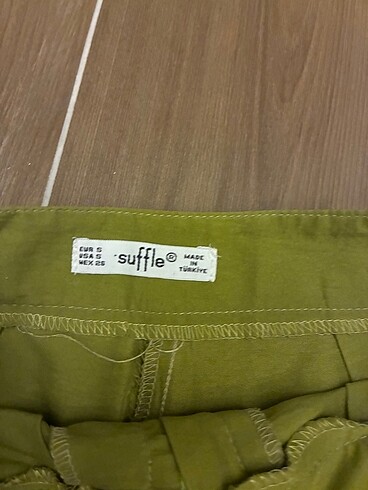 EUR S
USA S
MEX 26
suffle®
MADE
IN
TÜRKİYE